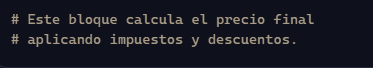 # Este bloque calcula el precio final
# aplicando impuestos y descuentos.